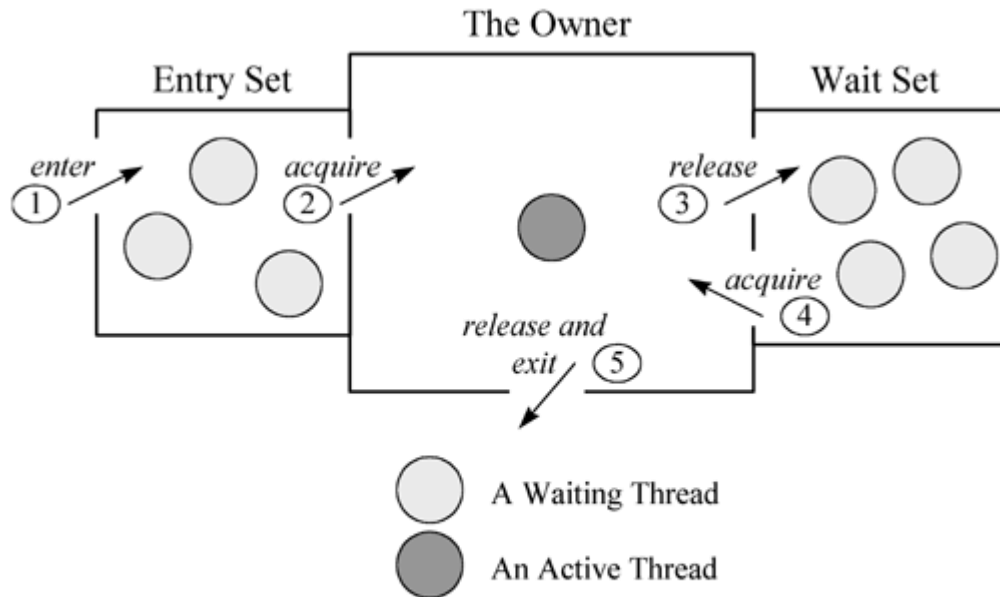 The Owner
Entry Set
Wait Set
enter
1
acquire
2
release
3
acquire
4
release and
exit
5
A Waiting Thread
An Active Thread